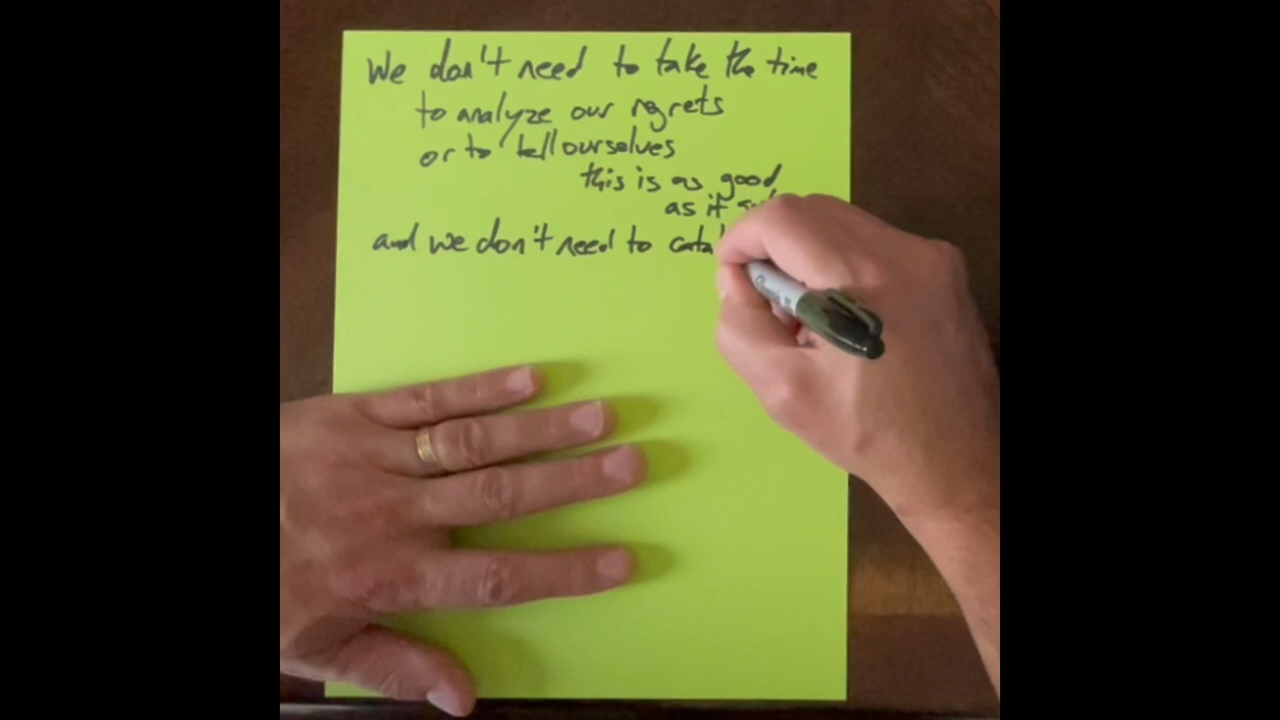 We don't need to take the time
to analyze our regrets
or to tell ourselves
this is as good
as it
and we don't need to